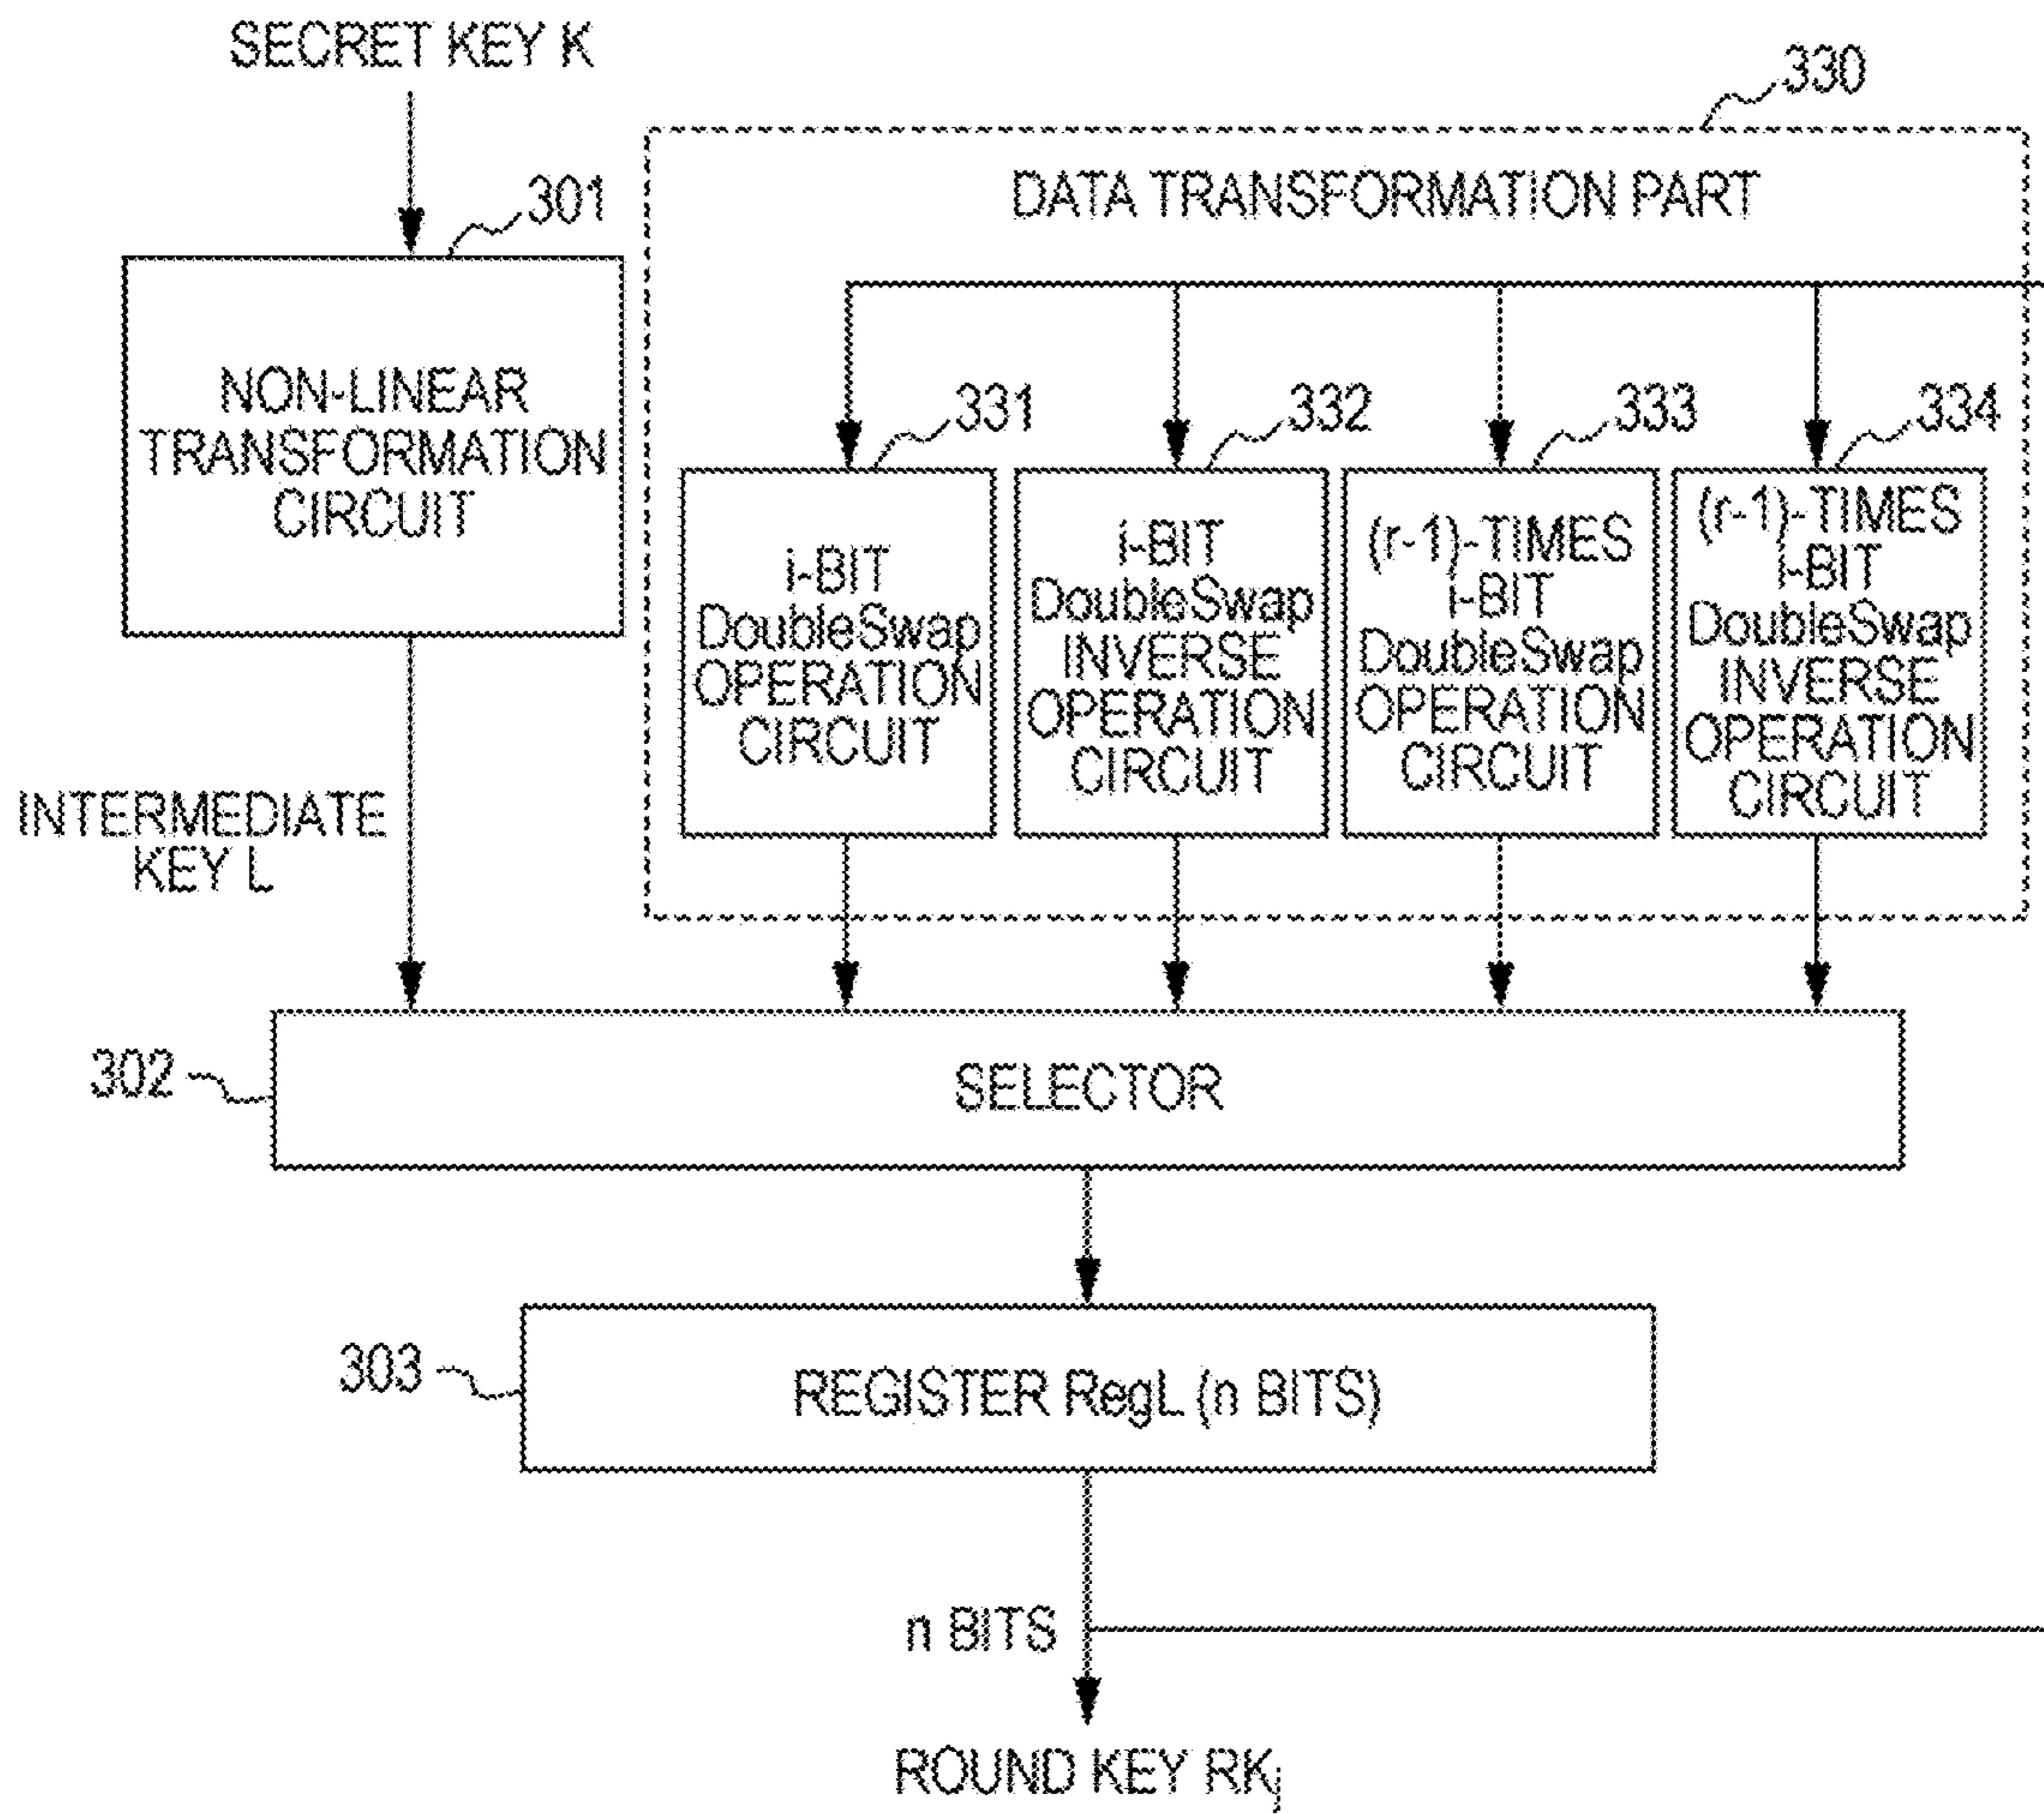 SECRET KEY K
330
DATA TRANSFORMATION PART
301
NON-LINEAR
TRANSFORMATION
CIRCUIT
331
332
333
334
i-BIT
DoubleSwap
OPERATION
CIRCUIT
i-BIT
DoubleSwap
INVERSE
OPERATION
CIRCUIT
(r-1)-TIMES
i-BIT
DoubleSwap
OPERATION
CIRCUIT
(r-1)-TIMES
i-BIT
DoubleSwap
INVERSE
OPERATION
CIRCUIT
INTERMEDIATE
KEY L
302
SELECTOR
303
REGISTER RegL (n BITS)
n BITS
ROUND KEY RKj